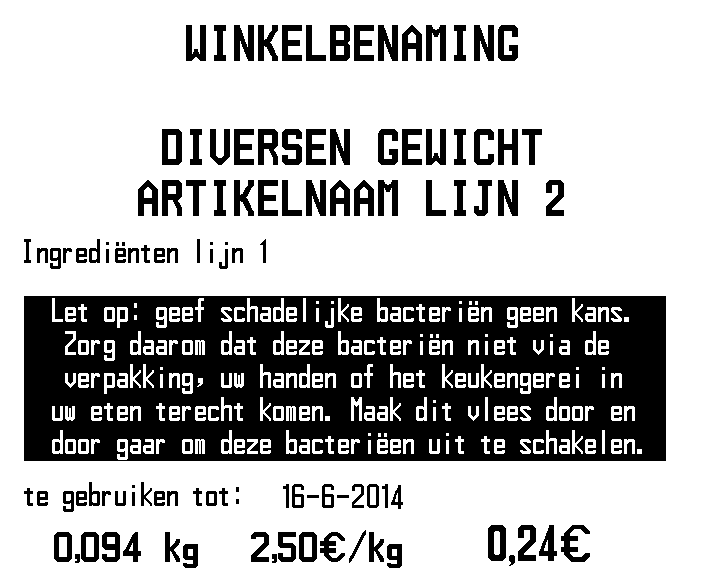 WINKELBENAMING
DIVERSEN GEWICHT
ARTIKELNAAM LIJN 2
Ingrediënten lijn 1
Let op: geef schadelijke bacteriën geen kans.
Zorg daarom dat deze bacteriën niet via de
verpakking, uw handen of het keukengerei in
uw eten terecht komen. Maak dit vlees door en
door gaar om deze bacteriëen uit te schakelen.
te gebruiken tot: 16-6-2014
0,094 kg 2,50€/kg 0,24€